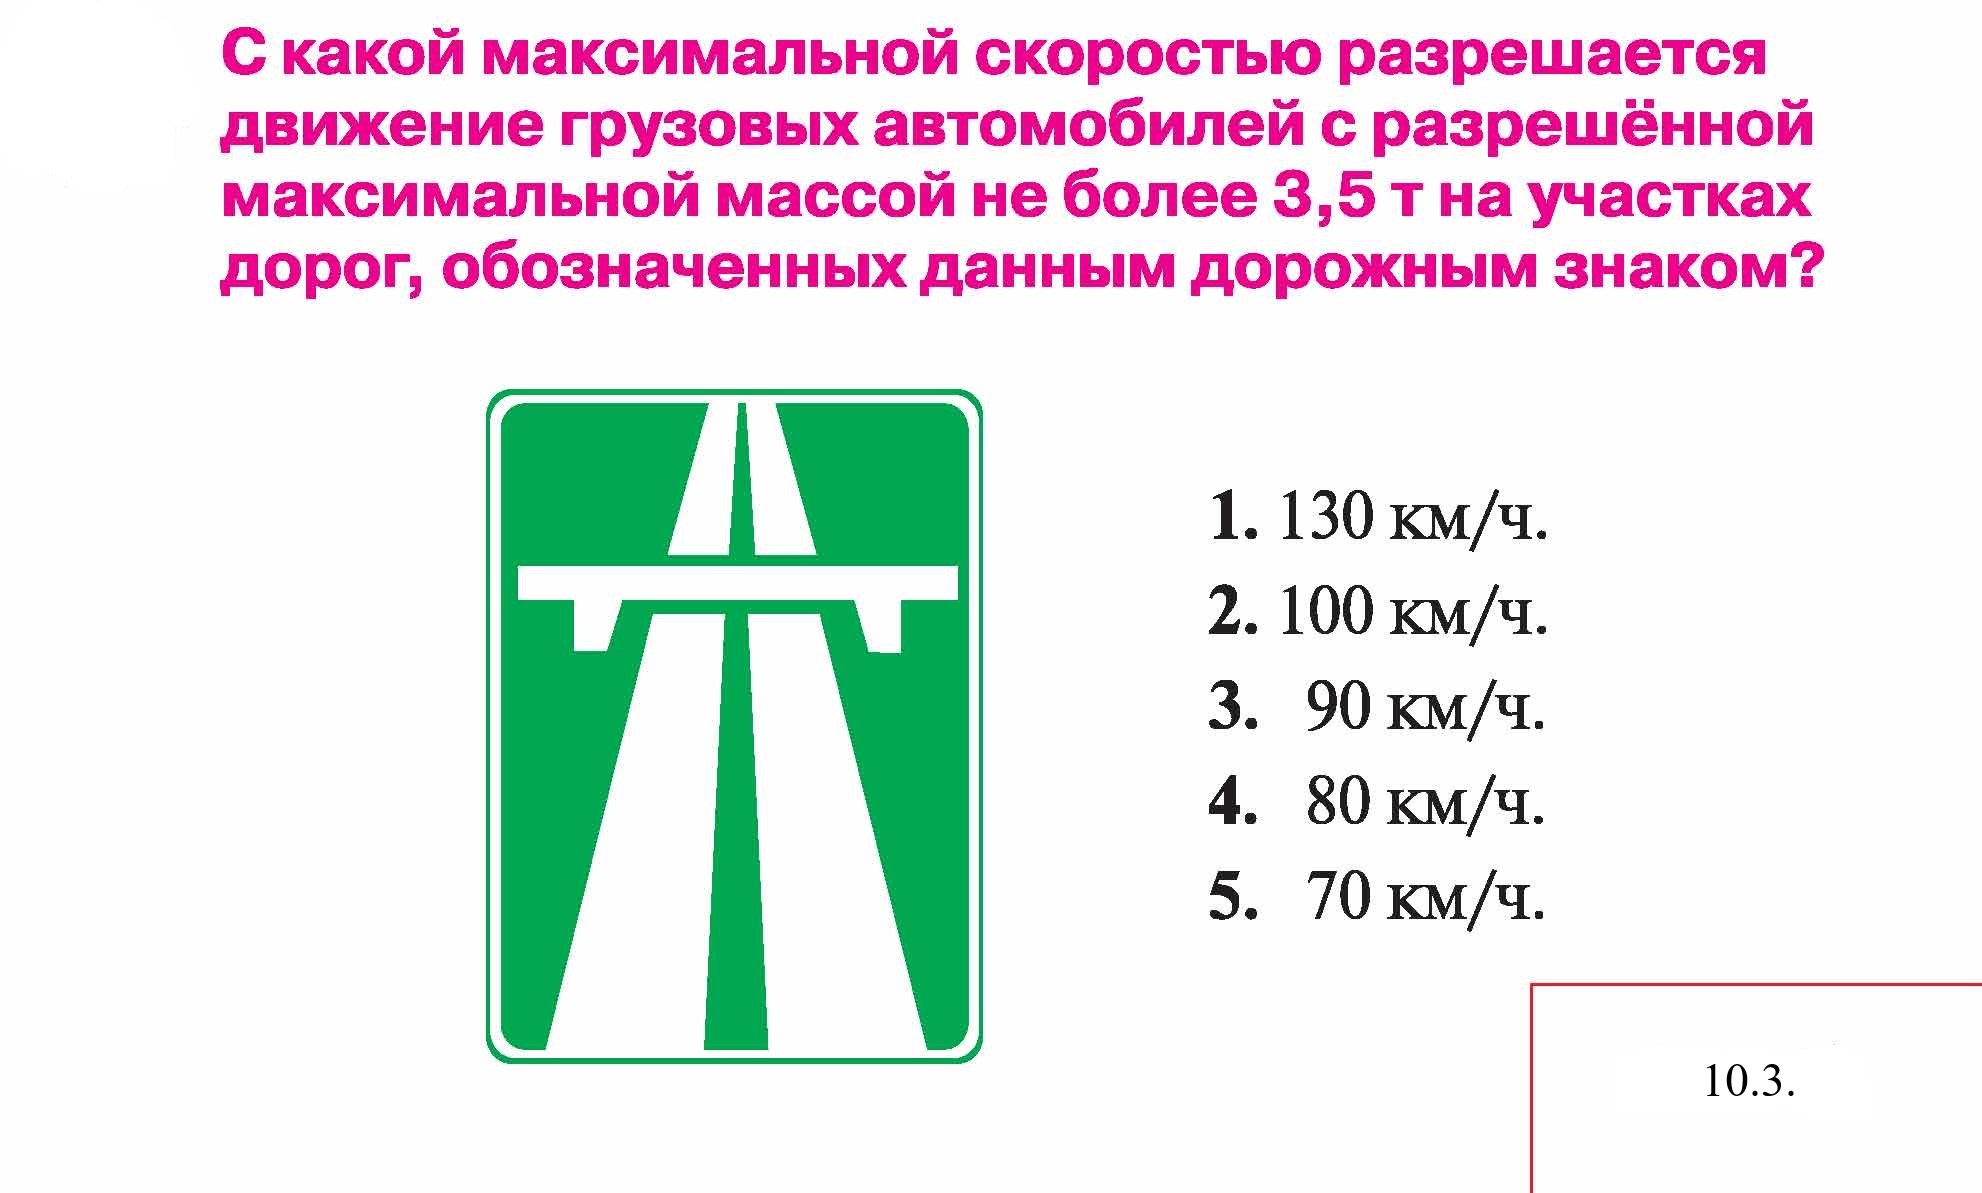 С какой максимальной скоростью разрешается
движение грузовых автомобилей с разрешённой
максимальной массой не более 3,5 т на участках
дорог, обозначенных данным дорожным знаком?
1. 130 км/ч.
2. 100 км/ч.
3. 90 км/ч.
4. 80 км/ч.
5. 70 км/ч.
10.3.